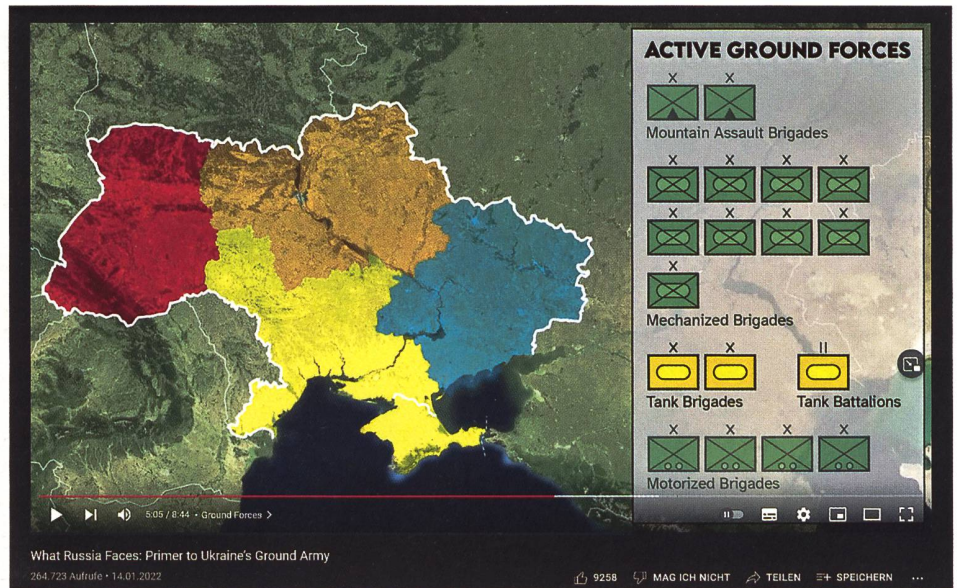 ACTIVE GROUND FORCES
X X
Mountain Assault Brigades
X X X X
X X X X
X
Mechanized Brigades
X X II
Tank Brigades Tank Battalions
X X X X
Motorized Brigades
5:05 / 8:44 • Ground Forces >
What Russia Faces: Primer to Ukraine's Ground Army
264.723 Aufrufe • 14.01.2022 9258 MAG ICH NICHT TEILEN SPEICHERN ...